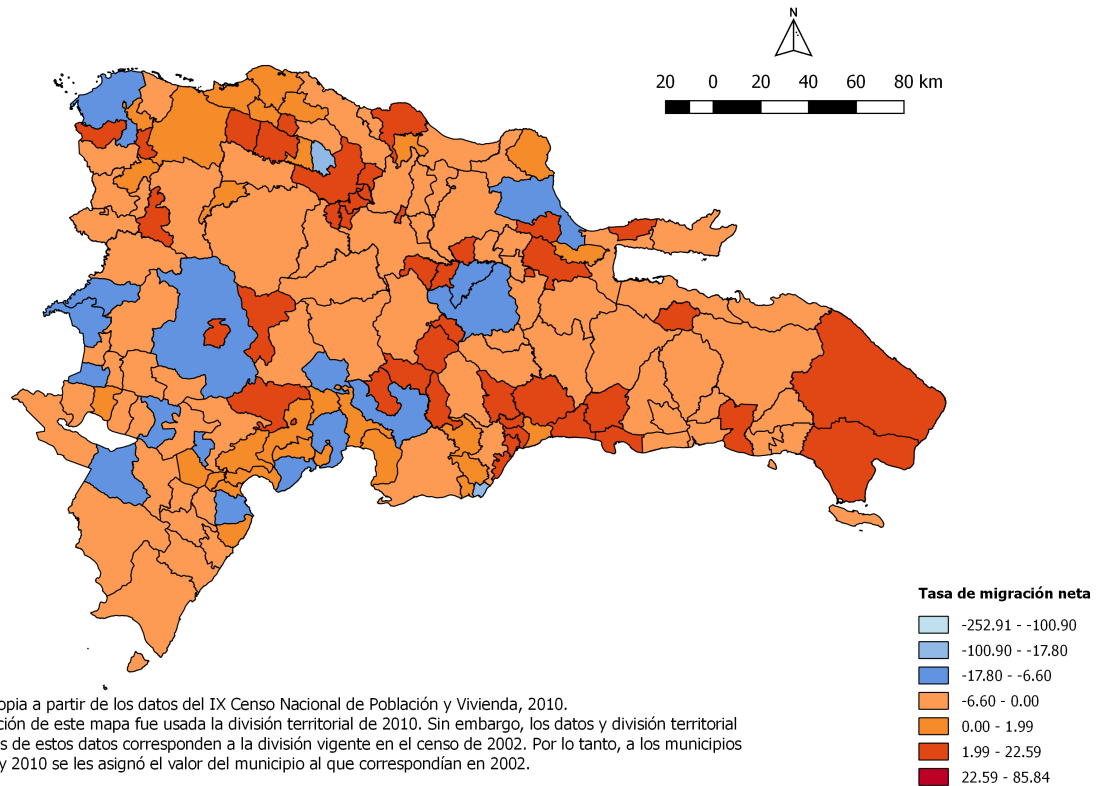 N
20 0 20 40 60 80 km
Tasa de migración neta
-252.91 - -100.90
-100.90 - -17.80
-17.80 - -6.60
-6.60 - 0.00
0.00 - 1.99
1.99 - 22.59
22.59 - 85.84
opia a partir de los datos del IX Censo Nacional de Población y Vivienda, 2010.
ción de este mapa fue usada la división territorial de 2010. Sin embargo, los datos y división territorial
s de estos datos corresponden a la división vigente en el censo de 2002. Por lo tanto, a los municipios
y 2010 se les asignó el valor del municipio al que correspondían en 2002.